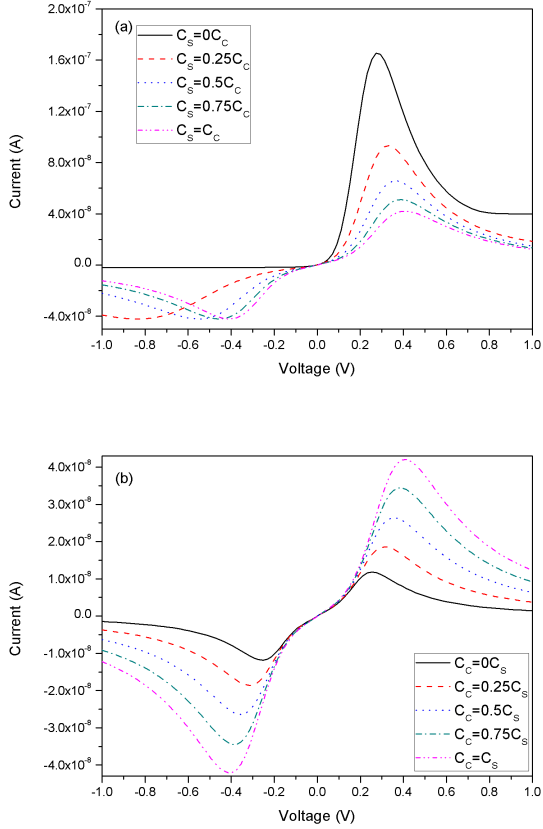 2.0x10⁻⁷
(a)
C_S=0C_C
C_S=0.25C_C
C_S=0.5C_C
C_S=0.75C_C
C_S=C_C
1.6x10⁻⁷
1.2x10⁻⁷
8.0x10⁻⁸
4.0x10⁻⁸
0.0
-4.0x10⁻⁸
Current (A)
-1.0 -0.8 -0.6 -0.4 -0.2 0.0 0.2 0.4 0.6 0.8 1.0
Voltage (V)
(b)
4.0x10⁻⁸
3.0x10⁻⁸
2.0x10⁻⁸
1.0x10⁻⁸
0.0
-1.0x10⁻⁸
-2.0x10⁻⁸
-3.0x10⁻⁸
-4.0x10⁻⁸
Current (A)
C_C=0C_S
C_C=0.25C_S
C_C=0.5C_S
C_C=0.75C_S
C_C=C_S
-1.0 -0.8 -0.6 -0.4 -0.2 0.0 0.2 0.4 0.6 0.8 1.0
Voltage (V)